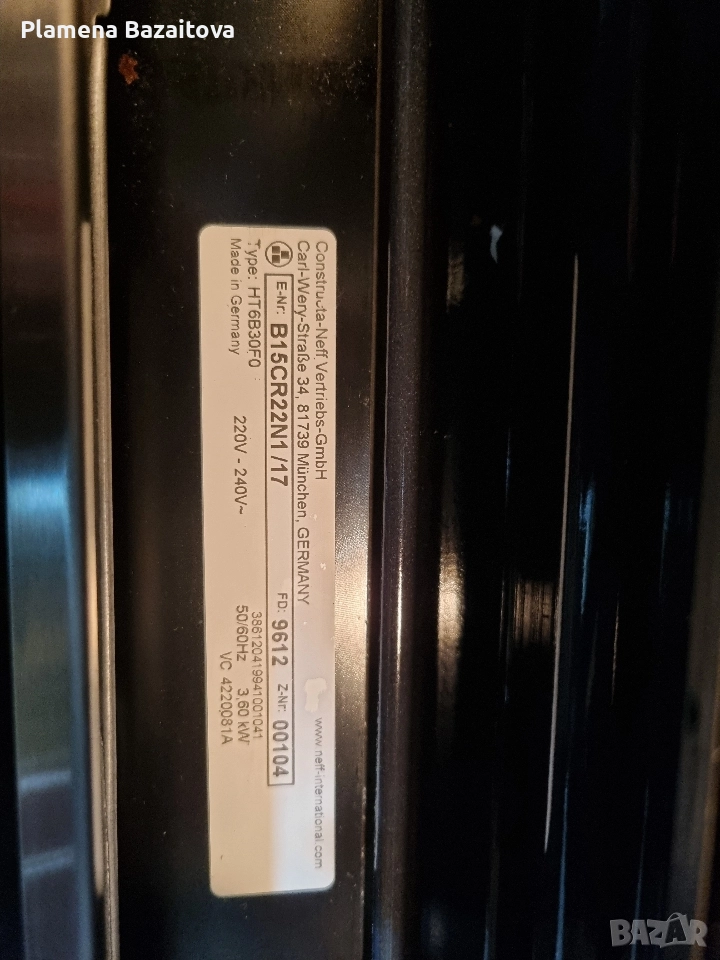 Plamena Bazaitova
Constructa-Neff Vertriebs-GmbH
Carl-Wery-Straße 34, 81739 München, GERMANY
www.neff-international.com
E-Nr: B15CR22N1 /17 FD: 9612 Z-Nr: 00104
386120419941001041
Type: HT6B30F0 220V - 240V~ 50/60Hz 3,60 kW
Made in Germany VC 4220081A
BAZAR